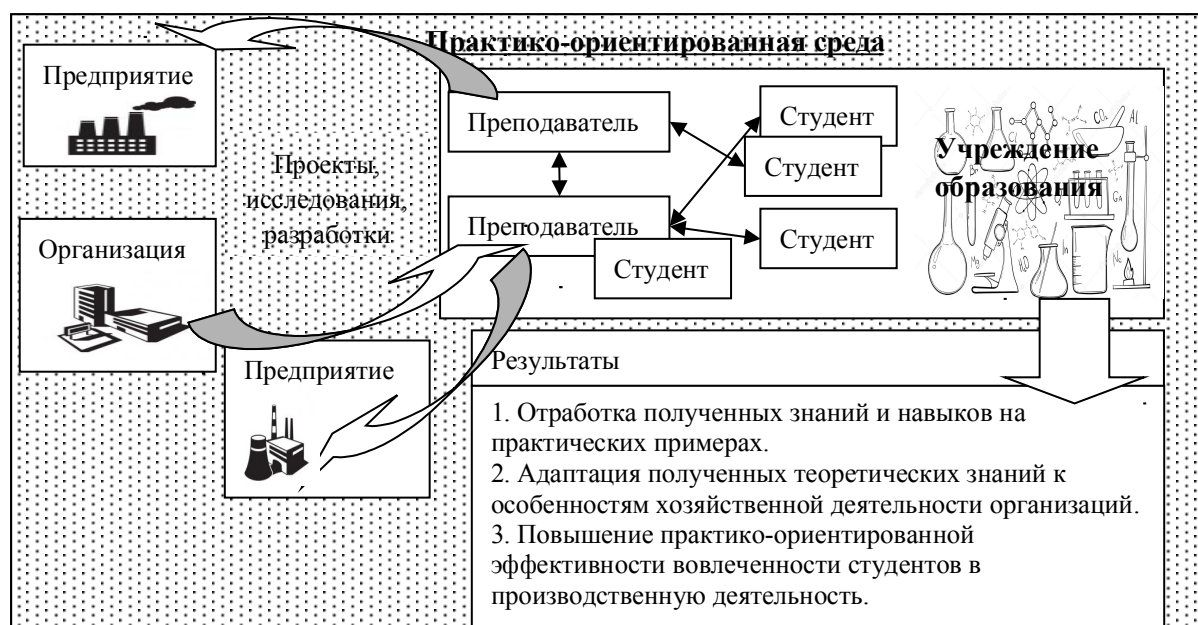 Практико-ориентированная среда
Предприятие
Проекты,
исследования,
разработки
Организация
Предприятие
Преподаватель
Преподаватель
Студент
Студент
Студент
Студент
Учреждение
образования
Результаты
1. Отработка полученных знаний и навыков на
практических примерах.
2. Адаптация полученных теоретических знаний к
особенностям хозяйственной деятельности организаций.
3. Повышение практико-ориентированной
эффективности вовлеченности студентов в
производственную деятельность.